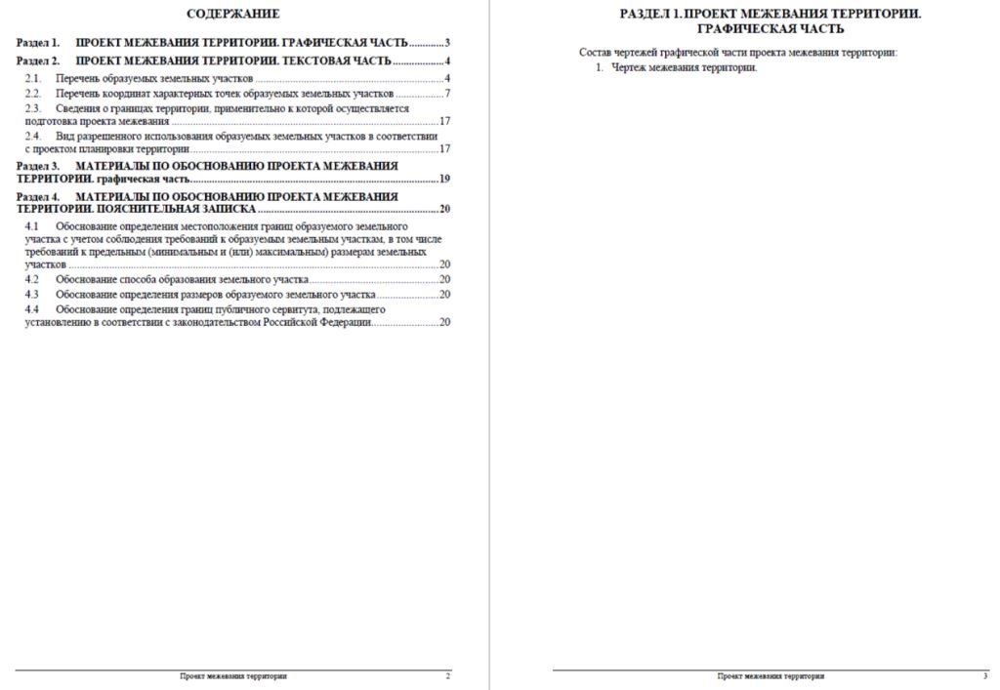 СОДЕРЖАНИЕ
Раздел 1. ПРОЕКТ МЕЖЕВАНИЯ ТЕРРИТОРИИ. ГРАФИЧЕСКАЯ ЧАСТЬ............3
Раздел 2. ПРОЕКТ МЕЖЕВАНИЯ ТЕРРИТОРИИ. ТЕКСТОВАЯ ЧАСТЬ..................4
2.1. Перечень образуемых земельных участков ..................................................................4
2.2. Перечень координат характерных точек образуемых земельных участков .................7
2.3. Сведения о границах территории, применительно к которой осуществляется
подготовка проекта межевания ................................................................................................17
2.4. Вид разрешенного использования образуемых земельных участков в соответствии
с проектом планировки территории.........................................................................................17
Раздел 3. МАТЕРИАЛЫ ПО ОБОСНОВАНИЮ ПРОЕКТА МЕЖЕВАНИЯ
ТЕРРИТОРИИ. графическая часть.........................................................................................19
Раздел 4. МАТЕРИАЛЫ ПО ОБОСНОВАНИЮ ПРОЕКТА МЕЖЕВАНИЯ
ТЕРРИТОРИИ. ПОЯСНИТЕЛЬНАЯ ЗАПИСКА .................................................................20
4.1 Обоснование определения местоположения границ образуемого земельного
участка с учетом соблюдения требований к образуемым земельным участкам, в том числе
требований к предельным (минимальным и (или) максимальным) размерам земельных
участков ....................................................................................................................................20
4.2 Обоснование способа образования земельного участка..............................................20
4.3 Обоснование определения размеров образуемого земельного участка......................20
4.4 Обоснование определения границ публичного сервитута, подлежащего
установлению в соответствии с законодательством Российской Федерации........................20
Проект межевания территории 2
РАЗДЕЛ 1. ПРОЕКТ МЕЖЕВАНИЯ ТЕРРИТОРИИ.
ГРАФИЧЕСКАЯ ЧАСТЬ
Состав чертежей графической части проекта межевания территории:
1. Чертеж межевания территории.
Проект межевания территории 3